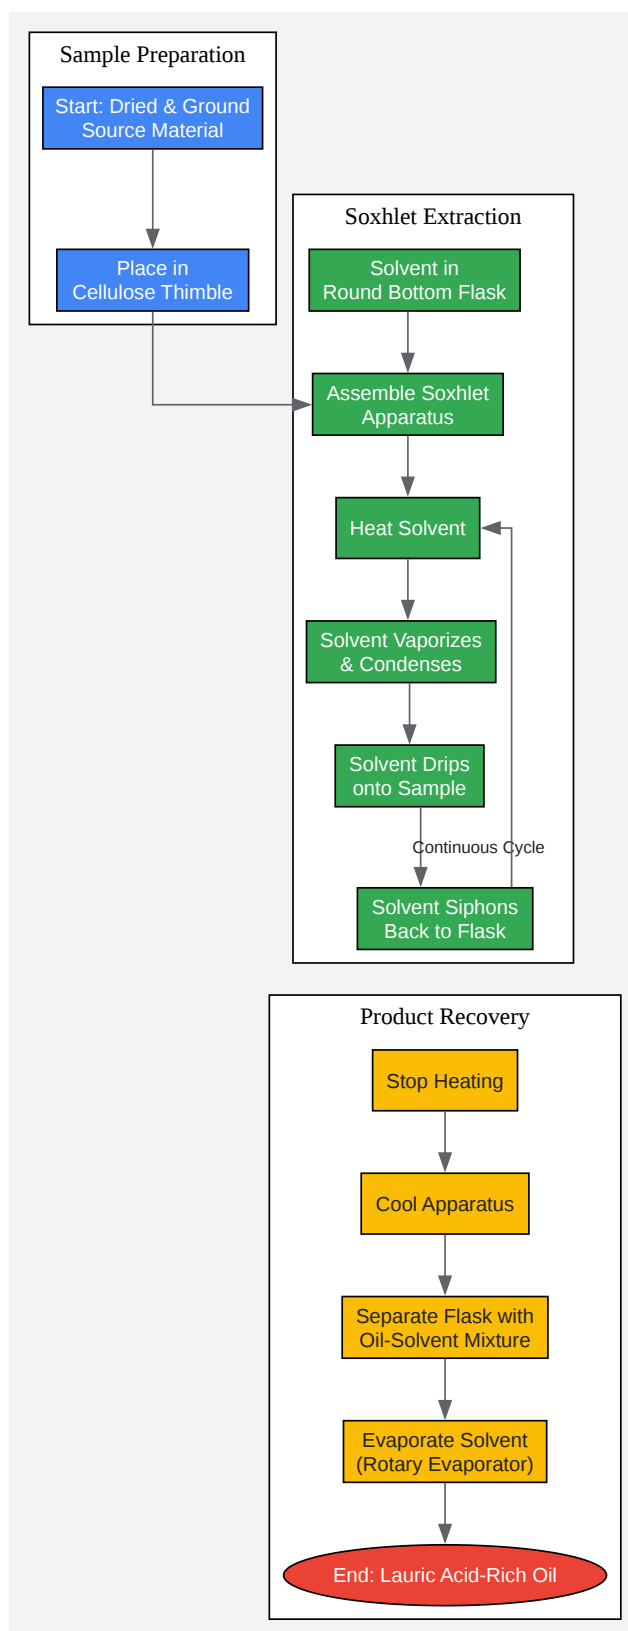 Sample Preparation
Start: Dried & Ground
Source Material
Place in
Cellulose Thimble
Soxhlet Extraction
Solvent in
Round Bottom Flask
Assemble Soxhlet
Apparatus
Heat Solvent
Solvent Vaporizes
& Condenses
Solvent Drips
onto Sample
Continuous Cycle
Solvent Siphons
Back to Flask
Product Recovery
Stop Heating
Cool Apparatus
Separate Flask with
Oil-Solvent Mixture
Evaporate Solvent
(Rotary Evaporator)
End: Lauric Acid-Rich Oil